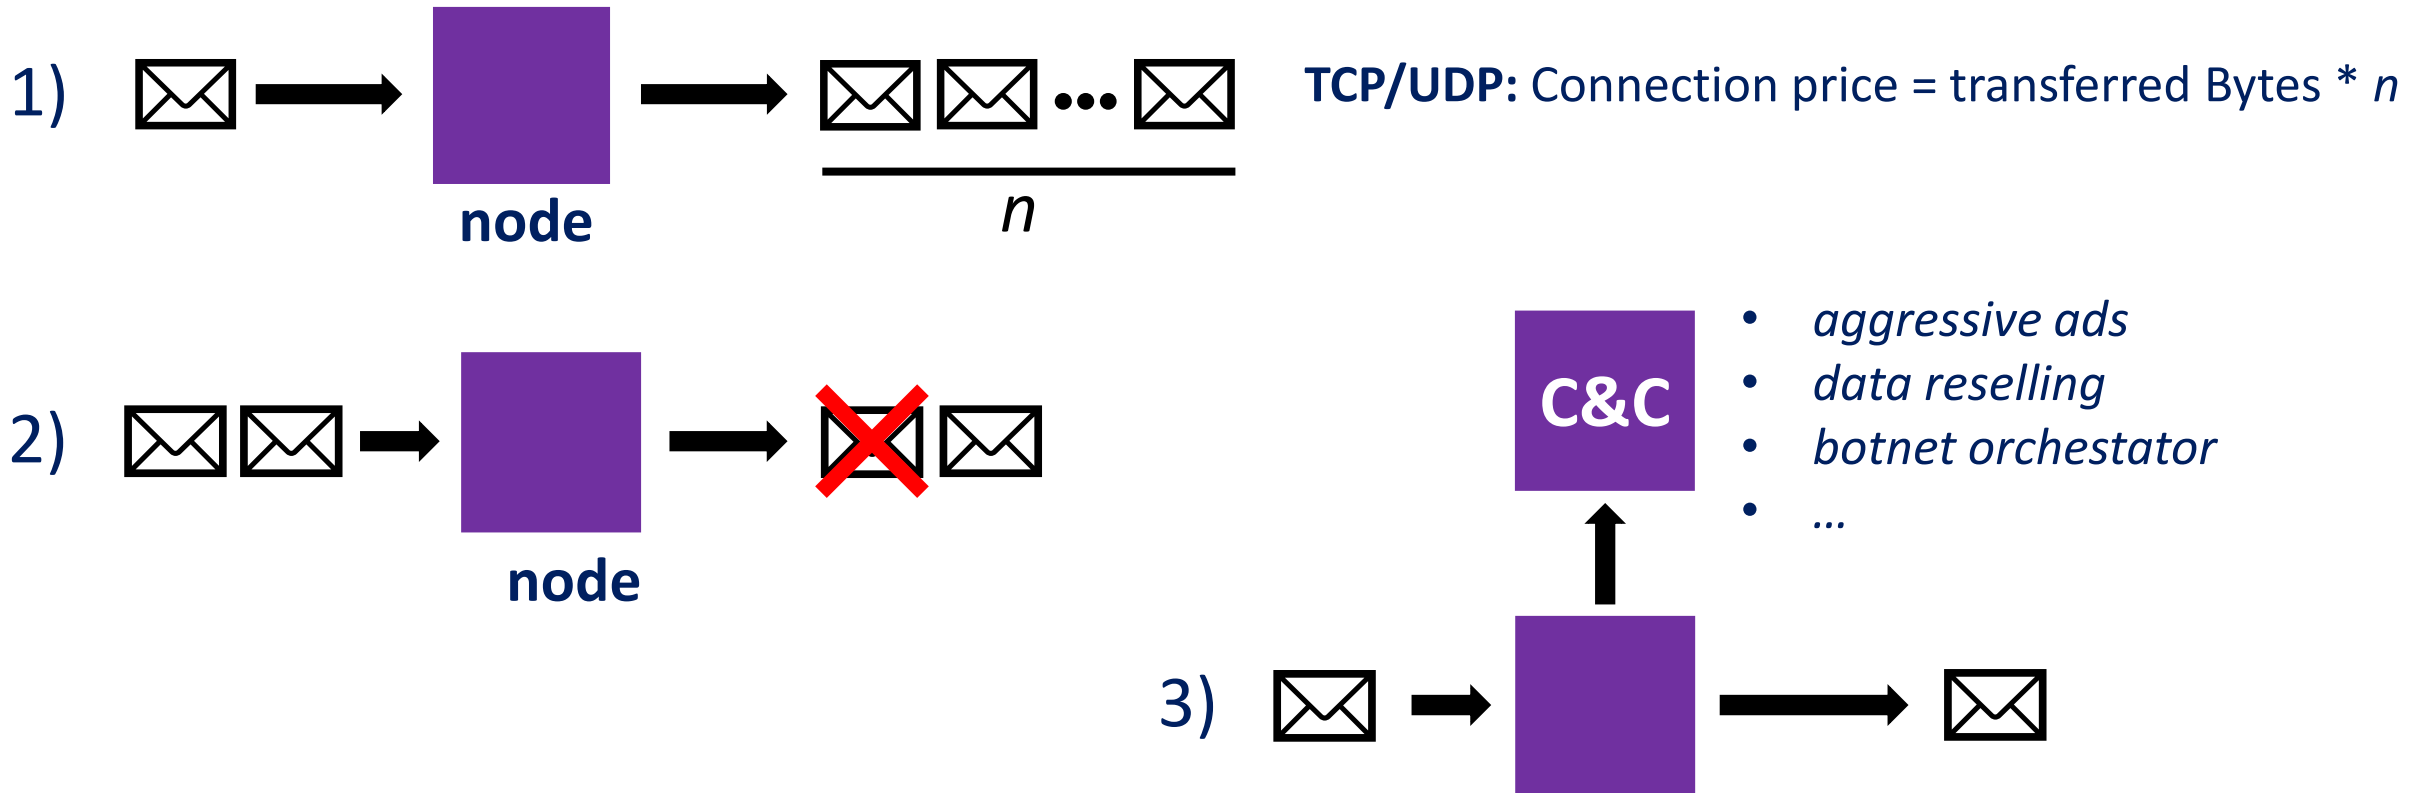 1)
TCP/UDP: Connection price = transferred Bytes * n
node
n
2)
node
C&C
• aggressive ads
• data reselling
• botnet orchestator
• ...
3)